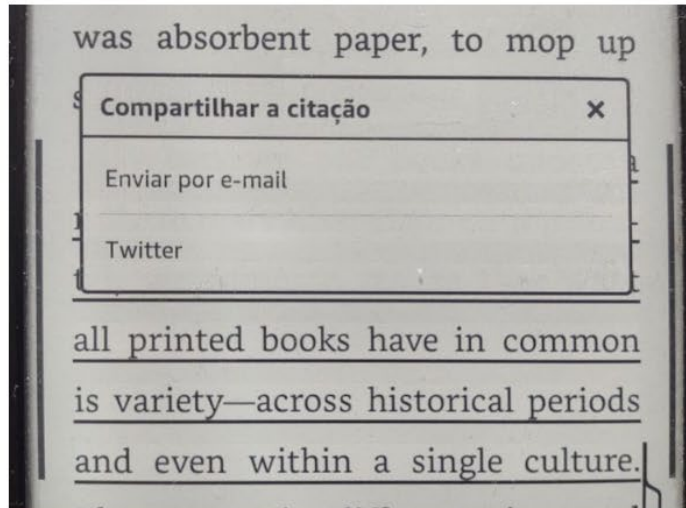 was absorbent paper, to mop up
Compartilhar a citação ×
Enviar por e-mail
Twitter
all printed books have in common
is variety—across historical periods
and even within a single culture.